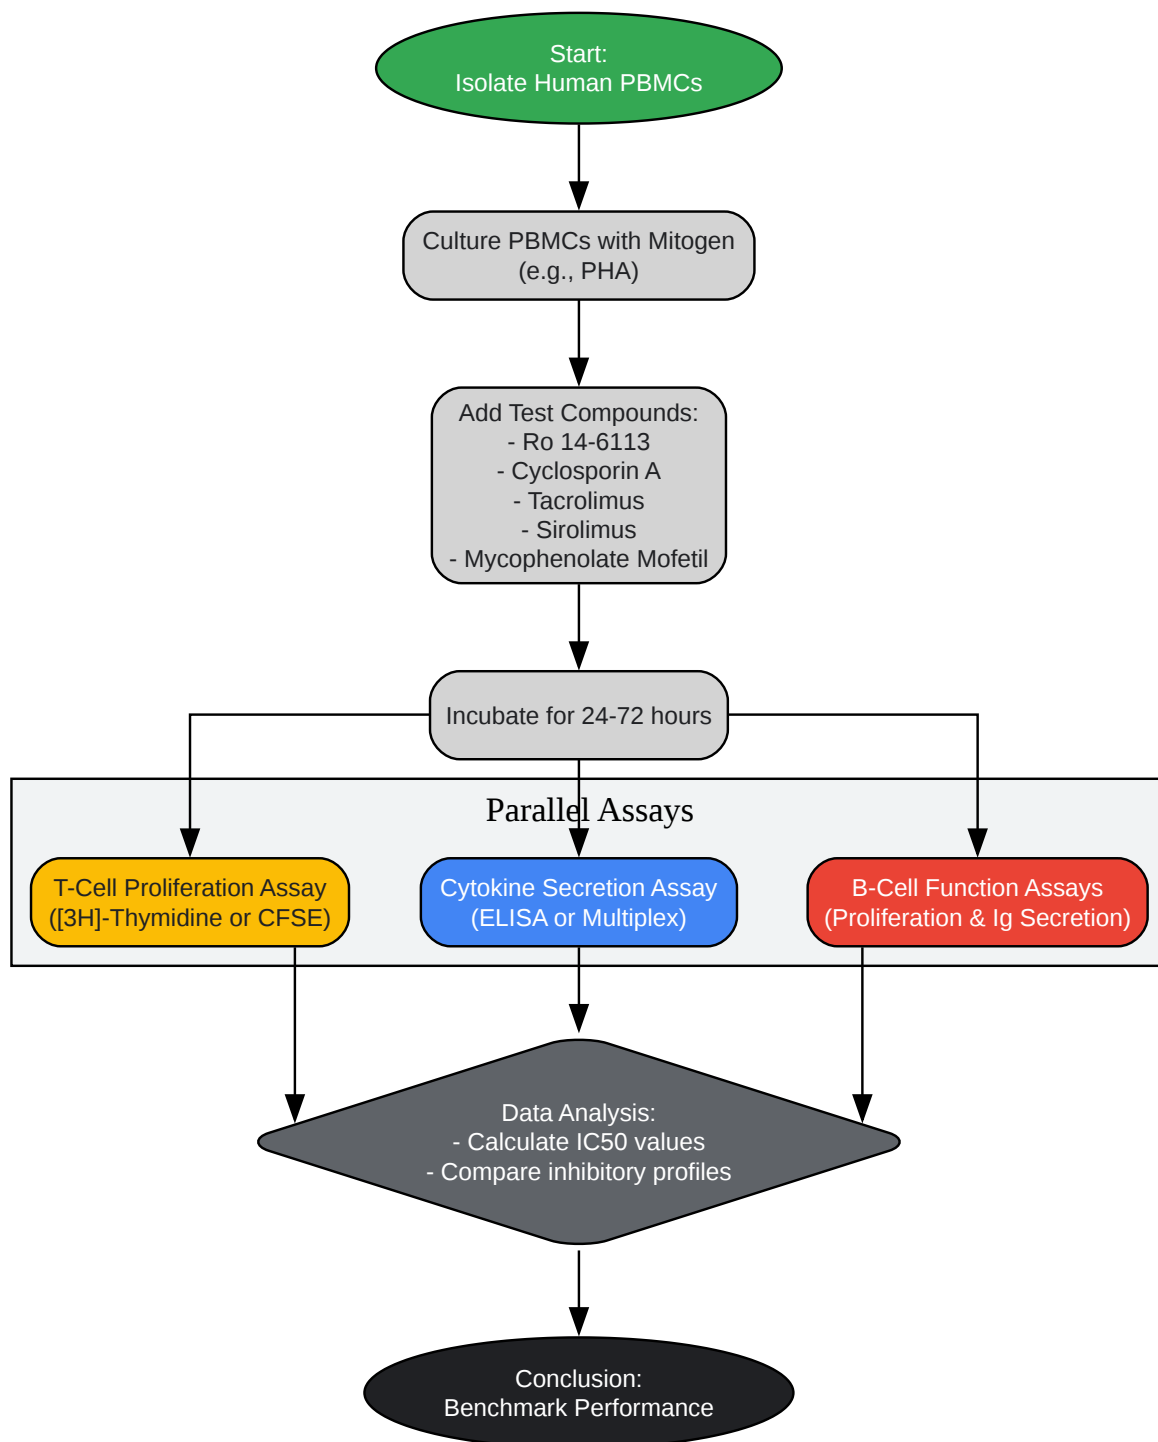 Start:
Isolate Human PBMCs
Culture PBMCs with Mitogen
(e.g., PHA)
Add Test Compounds:
- Ro 14-6113
- Cyclosporin A
- Tacrolimus
- Sirolimus
- Mycophenolate Mofetil
Incubate for 24-72 hours
Parallel Assays
T-Cell Proliferation Assay
([3H]-Thymidine or CFSE)
Cytokine Secretion Assay
(ELISA or Multiplex)
B-Cell Function Assays
(Proliferation & Ig Secretion)
Data Analysis:
- Calculate IC50 values
- Compare inhibitory profiles
Conclusion:
Benchmark Performance